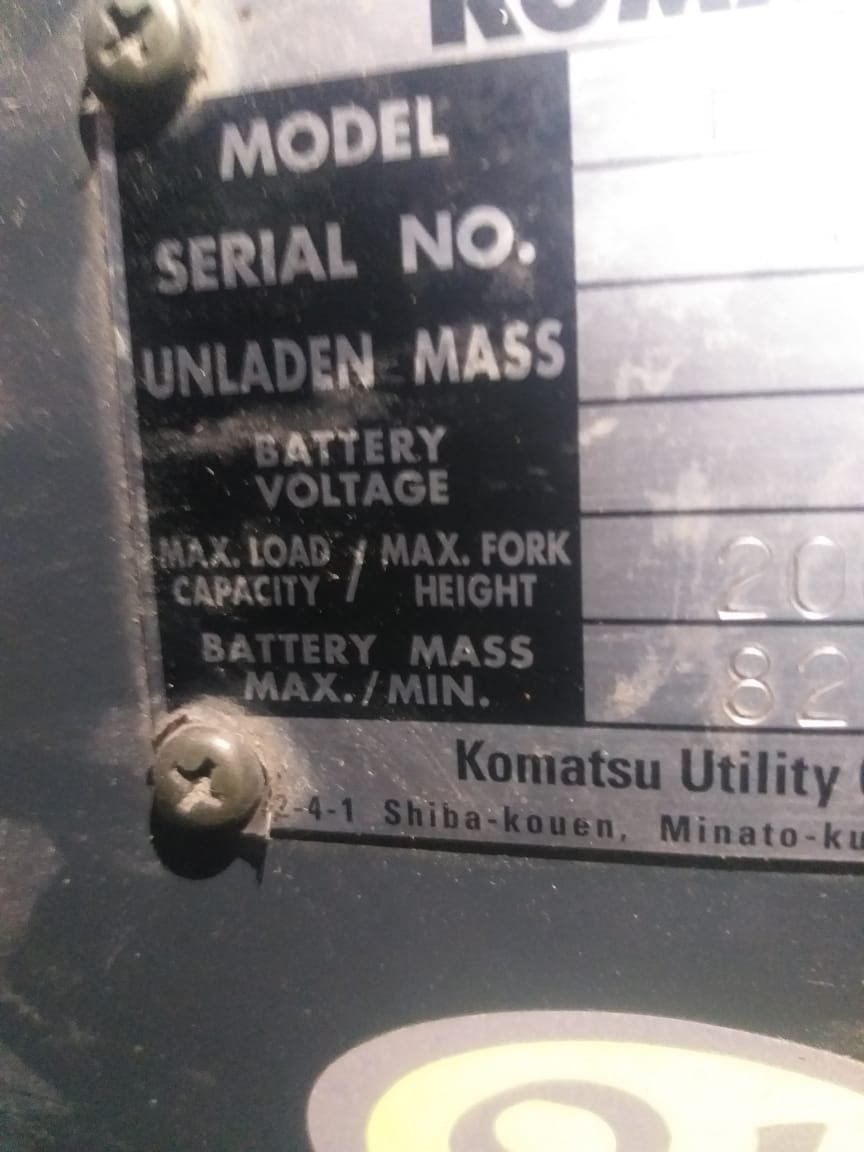 MODEL
SERIAL NO.
UNLADEN MASS
BATTERY
VOLTAGE
MAX. LOAD / MAX. FORK
CAPACITY HEIGHT
20
BATTERY MASS
MAX. / MIN.
82
Komatsu Utility
2-4-1 Shiba-kouen, Minato-ku